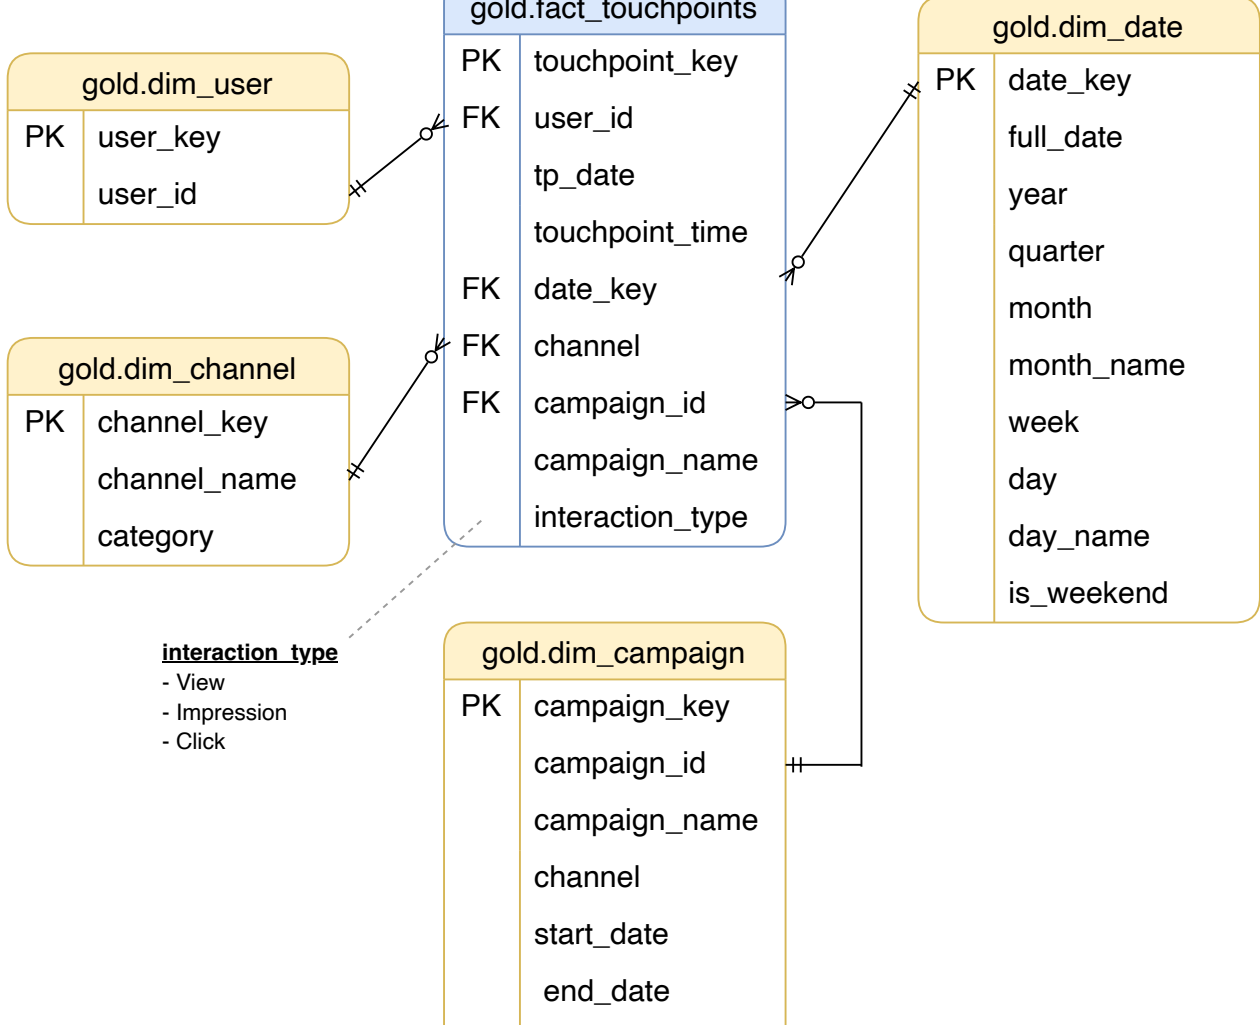 gold.fact_touchpoints
PK touchpoint_key
FK user_id
tp_date
touchpoint_time
FK date_key
FK channel
FK campaign_id
campaign_name
interaction_type
gold.dim_user
PK user_key
user_id
gold.dim_channel
PK channel_key
channel_name
category
interaction_type
- View
- Impression
- Click
gold.dim_campaign
PK campaign_key
campaign_id
campaign_name
channel
start_date
end_date
gold.dim_date
PK date_key
full_date
year
quarter
month
month_name
week
day
day_name
is_weekend